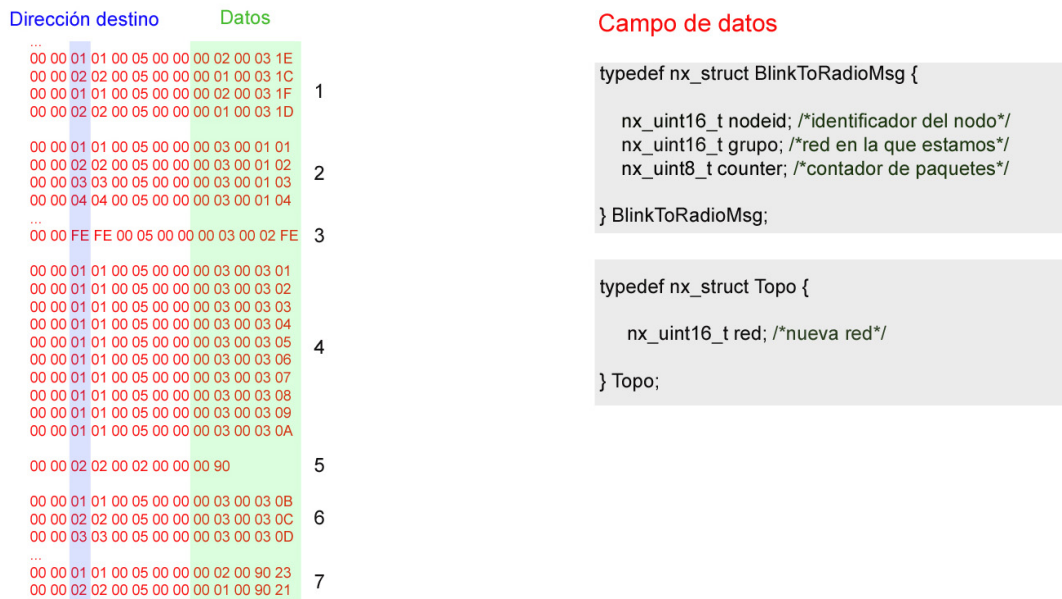 Dirección destino
Datos
...
00 00 01 01 00 05 00 00 00 02 00 03 1E
00 00 02 02 00 05 00 00 00 01 00 03 1C
00 00 01 01 00 05 00 00 00 02 00 03 1F
00 00 02 02 00 05 00 00 00 01 00 03 1D
1
00 00 01 01 00 05 00 00 00 03 00 01 01
00 00 02 02 00 05 00 00 00 03 00 01 02
00 00 03 03 00 05 00 00 00 03 00 01 03
00 00 04 04 00 05 00 00 00 03 00 01 04
2
...
00 00 FE FE 00 05 00 00 00 03 00 02 FE
3
00 00 01 01 00 05 00 00 00 03 00 03 01
00 00 01 01 00 05 00 00 00 03 00 03 02
00 00 01 01 00 05 00 00 00 03 00 03 03
00 00 01 01 00 05 00 00 00 03 00 03 04
00 00 01 01 00 05 00 00 00 03 00 03 05
00 00 01 01 00 05 00 00 00 03 00 03 06
00 00 01 01 00 05 00 00 00 03 00 03 07
00 00 01 01 00 05 00 00 00 03 00 03 08
00 00 01 01 00 05 00 00 00 03 00 03 09
00 00 01 01 00 05 00 00 00 03 00 03 0A
4
00 00 02 02 00 02 00 00 00 90
5
00 00 01 01 00 05 00 00 00 03 00 03 0B
00 00 02 02 00 05 00 00 00 03 00 03 0C
00 00 03 03 00 05 00 00 00 03 00 03 0D
6
...
00 00 01 01 00 05 00 00 00 02 00 90 23
00 00 02 02 00 05 00 00 00 01 00 90 21
7
Campo de datos
typedef nx_struct BlinkToRadioMsg {
nx_uint16_t nodeid; /*identificador del nodo*/
nx_uint16_t grupo; /*red en la que estamos*/
nx_uint8_t counter; /*contador de paquetes*/
} BlinkToRadioMsg;
typedef nx_struct Topo {
nx_uint16_t red; /*nueva red*/
} Topo;